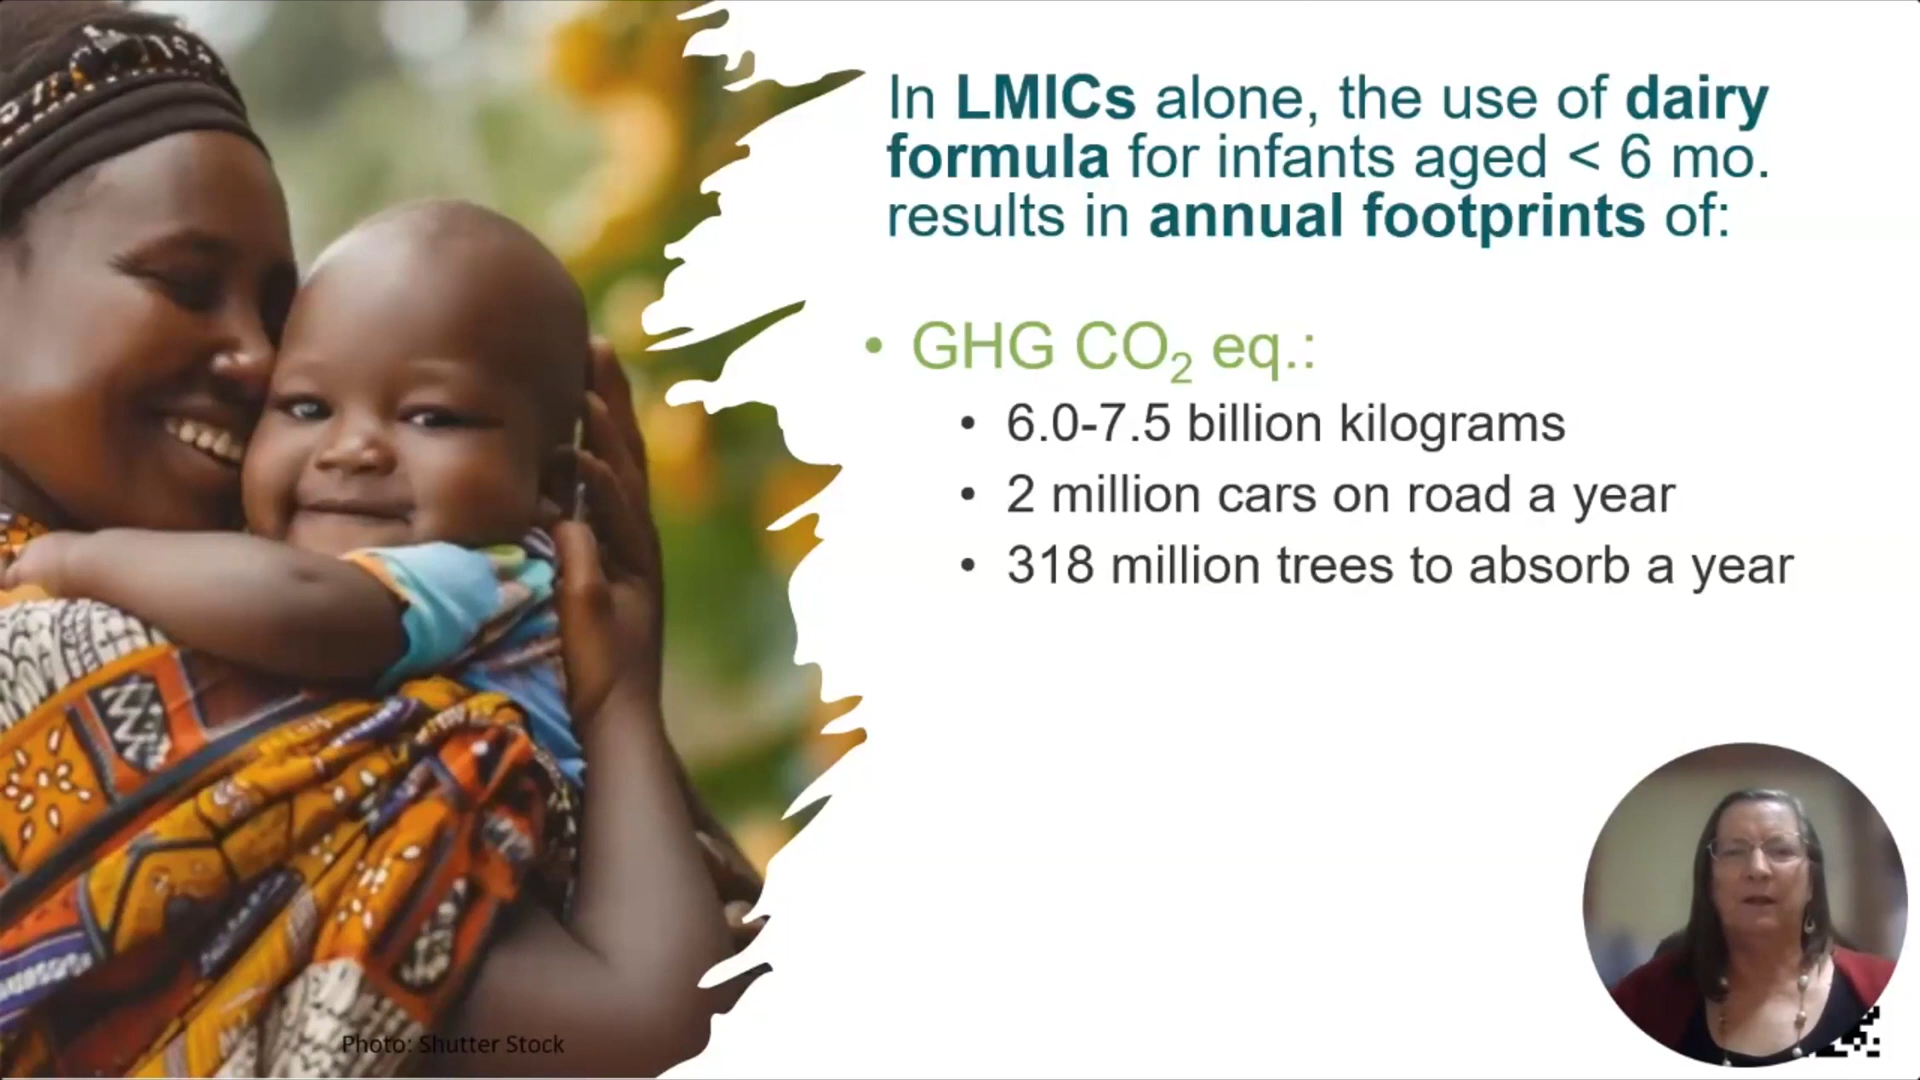 In LMICs alone, the use of dairy
formula for infants aged < 6 mo.
results in annual footprints of:
• GHG CO₂ eq.:
• 6.0-7.5 billion kilograms
• 2 million cars on road a year
• 318 million trees to absorb a year
Photo: Shutter Stock